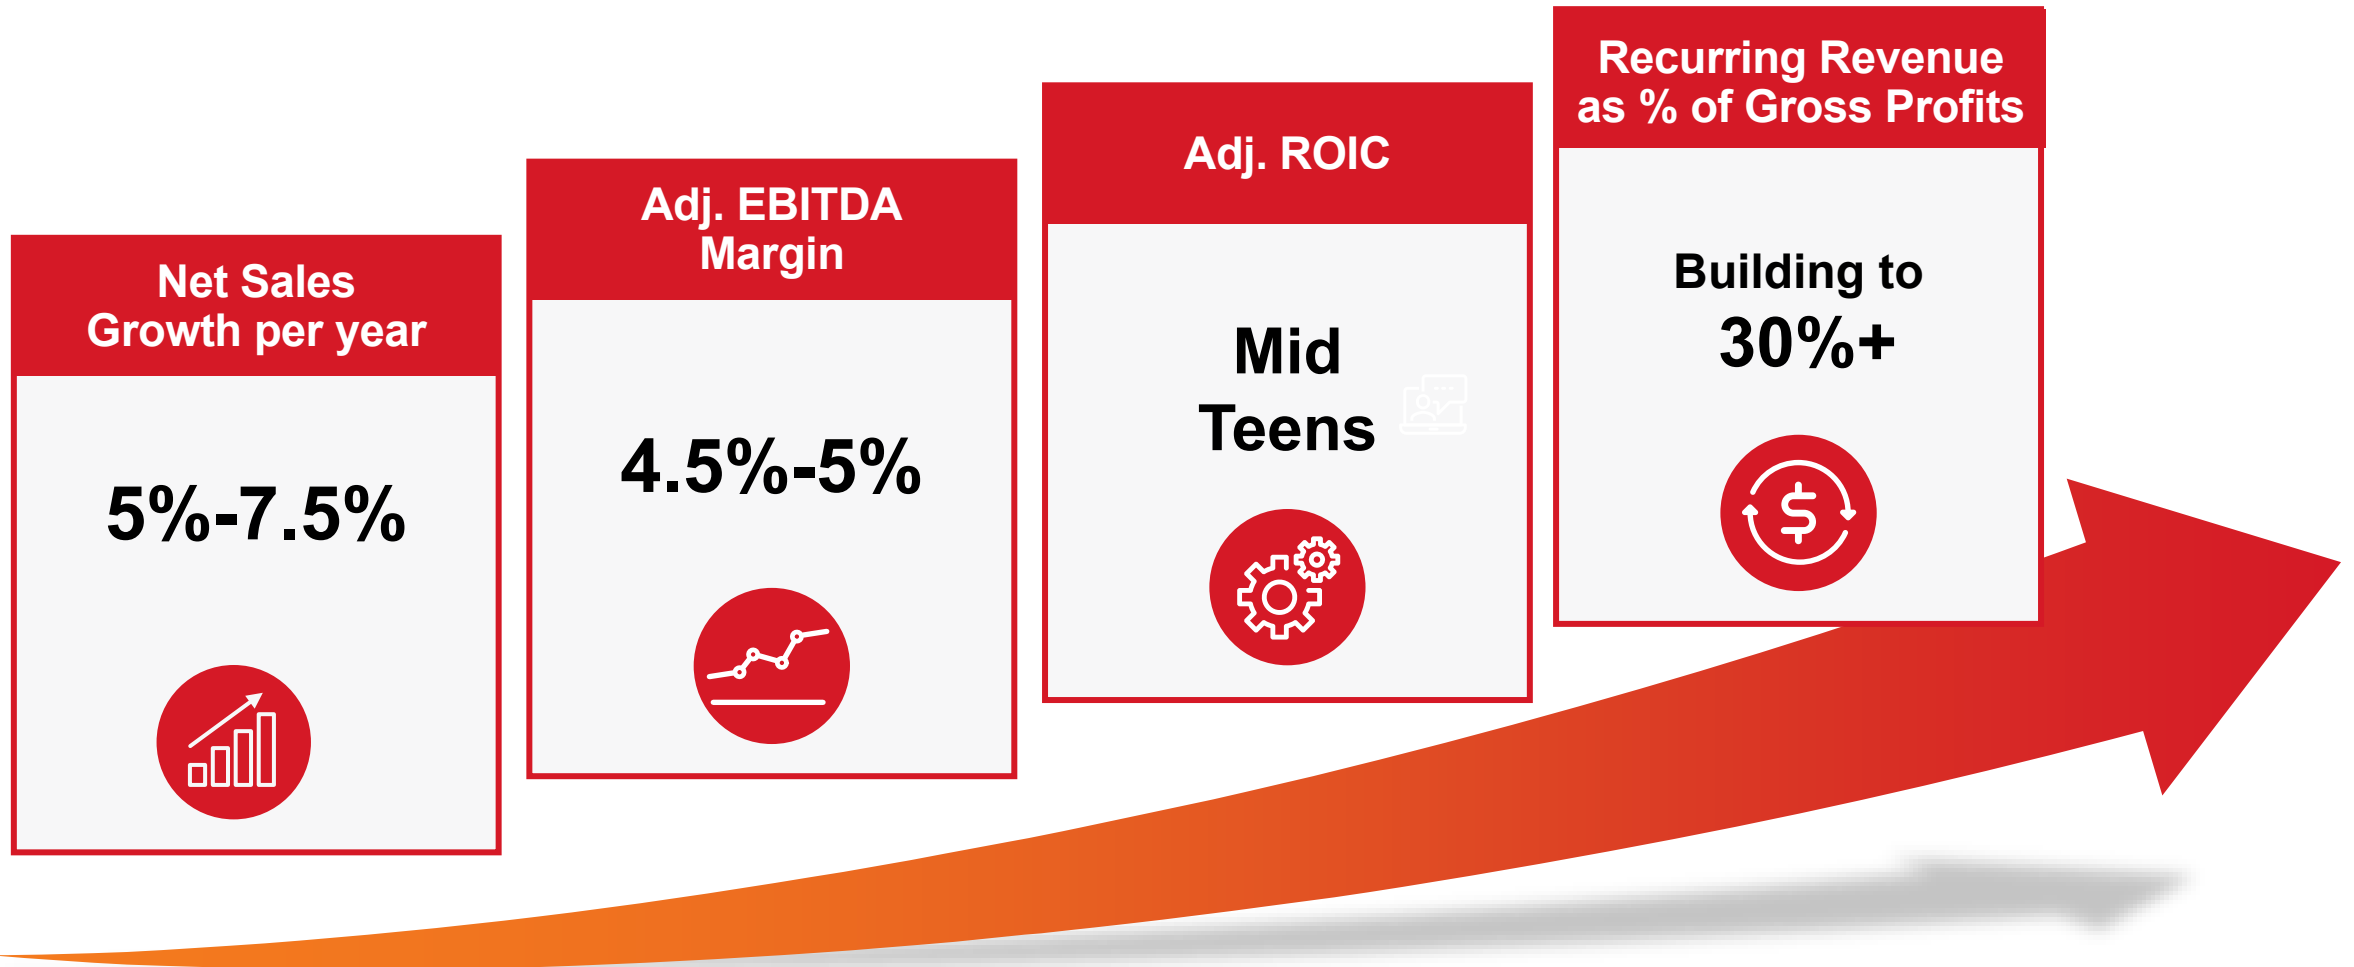 Net Sales
Growth per year
5%-7.5%
Adj. EBITDA
Margin
4.5%-5%
Adj. ROIC
Mid
Teens
Recurring Revenue
as % of Gross Profits
Building to
30%+
$